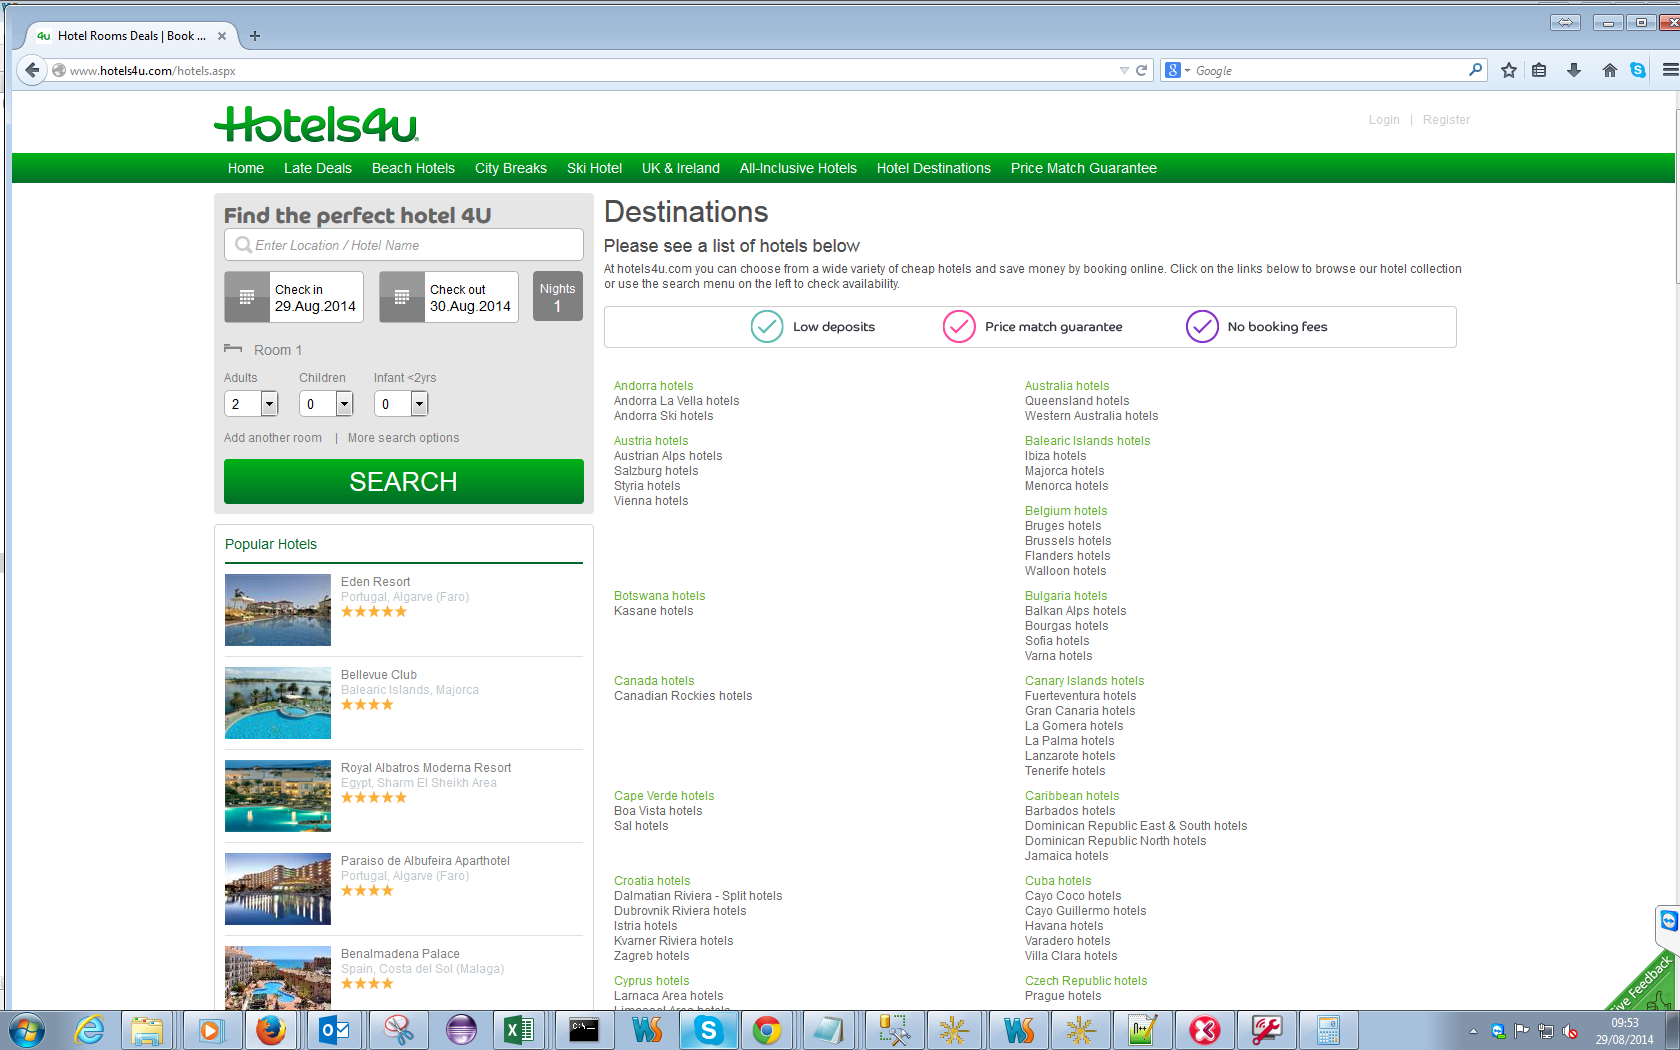 4u Hotel Rooms Deals | Book ...
www.hotels4u.com/hotels.aspx
Google
Hotels4u
Login | Register
Home Late Deals Beach Hotels City Breaks Ski Hotel UK & Ireland All-Inclusive Hotels Hotel Destinations Price Match Guarantee
Find the perfect hotel 4U
Enter Location / Hotel Name
Check in
29.Aug.2014
Check out
30.Aug.2014
Nights
1
Room 1
Adults Children Infant <2yrs
2 0 0
Add another room | More search options
SEARCH
Popular Hotels
Eden Resort
Portugal, Algarve (Faro)
Bellevue Club
Balearic Islands, Majorca
Royal Albatros Moderna Resort
Egypt, Sharm El Sheikh Area
Paraiso de Albufeira Aparthotel
Portugal, Algarve (Faro)
Benalmadena Palace
Spain, Costa del Sol (Malaga)
Destinations
Please see a list of hotels below
At hotels4u.com you can choose from a wide variety of cheap hotels and save money by booking online. Click on the links below to browse our hotel collection
or use the search menu on the left to check availability.
Low deposits Price match guarantee No booking fees
Andorra hotels
Andorra La Vella hotels
Andorra Ski hotels
Australia hotels
Queensland hotels
Western Australia hotels
Austria hotels
Austrian Alps hotels
Salzburg hotels
Styria hotels
Vienna hotels
Balearic Islands hotels
Ibiza hotels
Majorca hotels
Menorca hotels
Belgium hotels
Bruges hotels
Brussels hotels
Flanders hotels
Walloon hotels
Botswana hotels
Kasane hotels
Bulgaria hotels
Balkan Alps hotels
Bourgas hotels
Sofia hotels
Varna hotels
Canada hotels
Canadian Rockies hotels
Canary Islands hotels
Fuerteventura hotels
Gran Canaria hotels
La Gomera hotels
La Palma hotels
Lanzarote hotels
Tenerife hotels
Cape Verde hotels
Boa Vista hotels
Sal hotels
Caribbean hotels
Barbados hotels
Dominican Republic East & South hotels
Dominican Republic North hotels
Jamaica hotels
Croatia hotels
Dalmatian Riviera - Split hotels
Dubrovnik Riviera hotels
Istria hotels
Kvarner Riviera hotels
Zagreb hotels
Cuba hotels
Cayo Coco hotels
Cayo Guillermo hotels
Havana hotels
Varadero hotels
Villa Clara hotels
Cyprus hotels
Larnaca Area hotels
Limassol Area hotels
Czech Republic hotels
Prague hotels
Feedback
09:53
29/08/2014